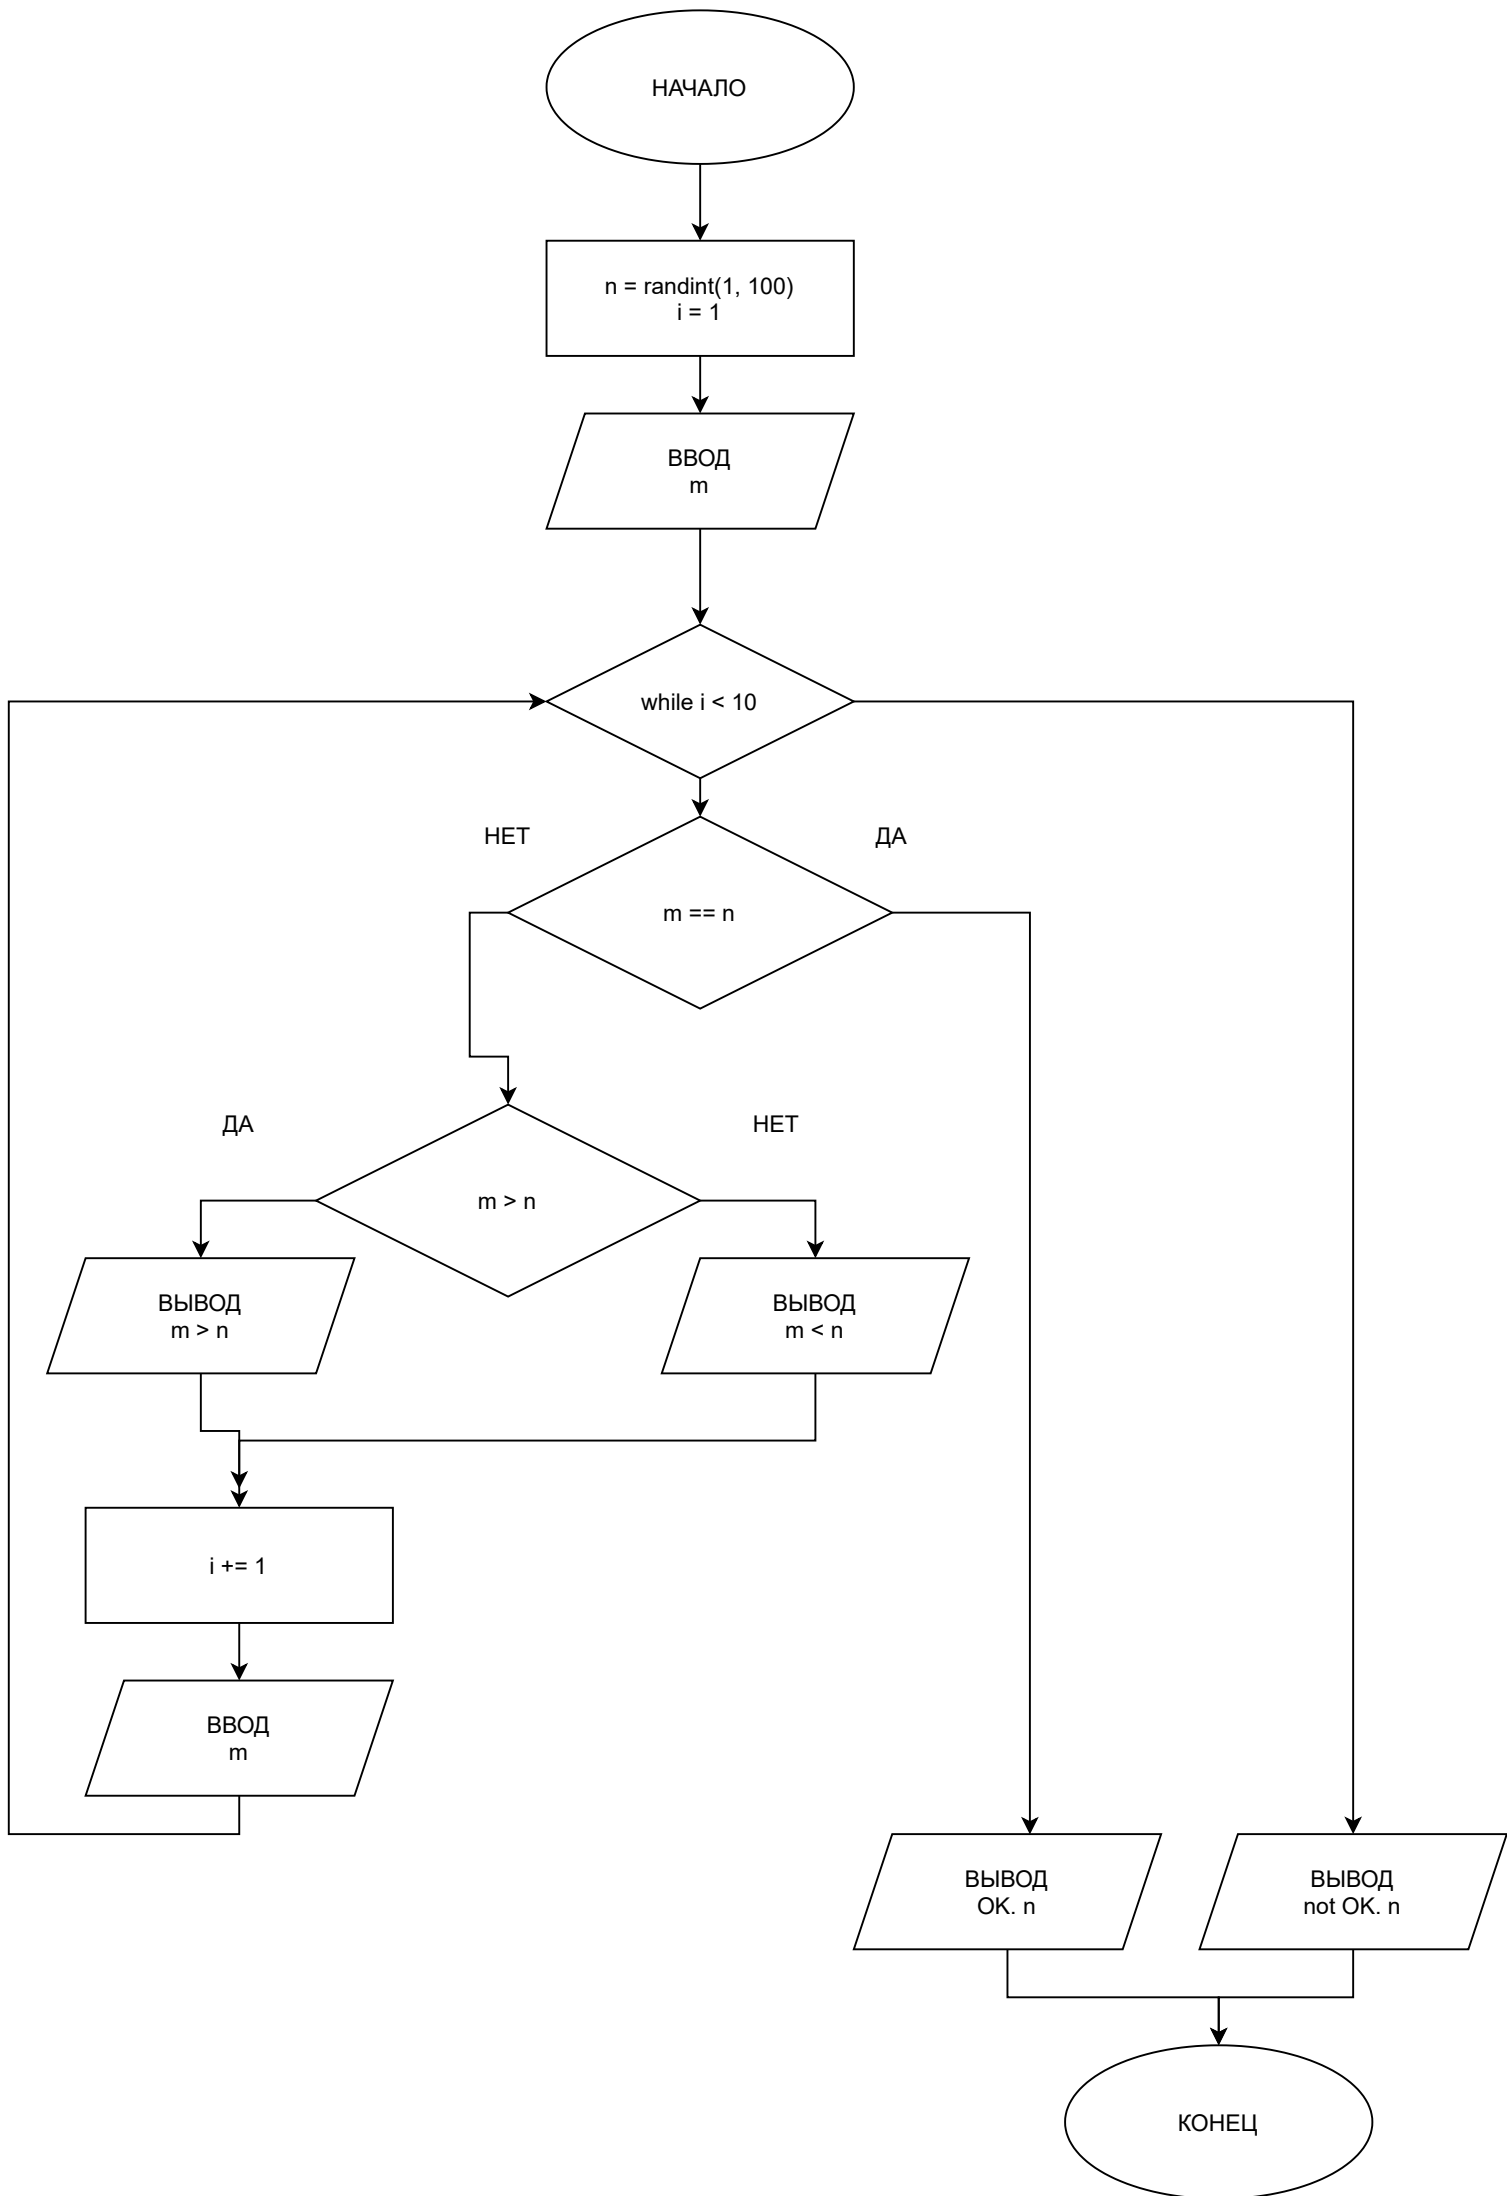 НАЧАЛО
n = randint(1, 100)
i = 1
ВВОД
m
while i < 10
НЕТ
ДА
m == n
ДА
НЕТ
m > n
ВЫВОД
m > n
ВЫВОД
m < n
i += 1
ВВОД
m
ВЫВОД
OK. n
ВЫВОД
not OK. n
КОНЕЦ